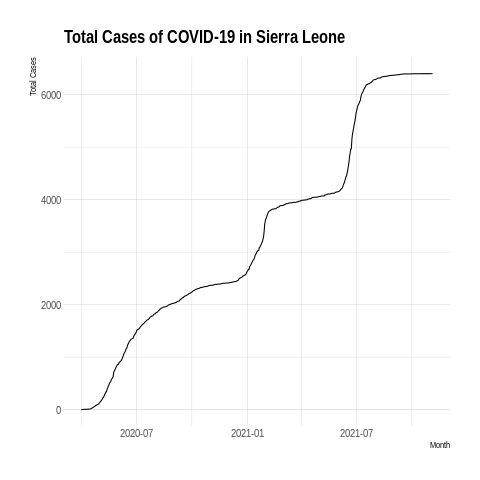 Total Cases of COVID-19 in Sierra Leone
Total Cases
6000
4000
2000
0
2020-07
2021-01
2021-07
Month